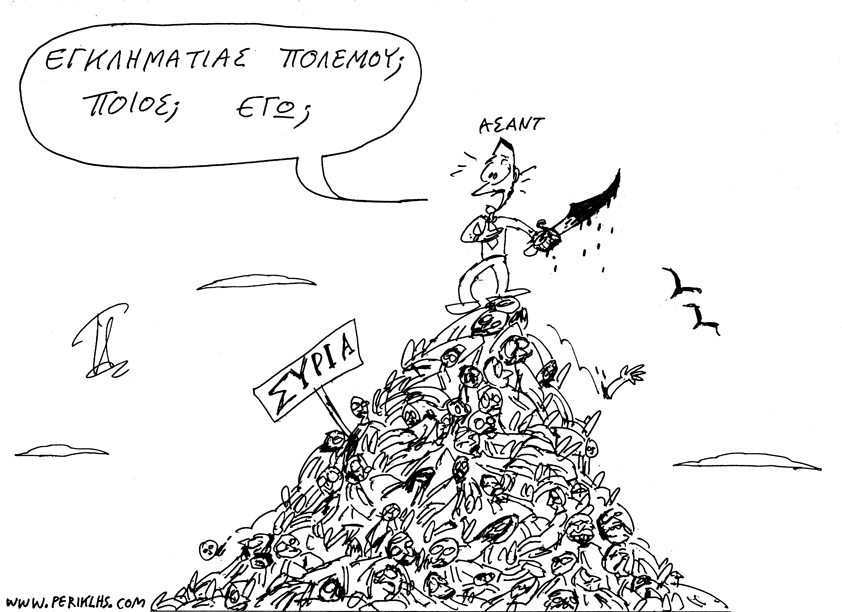 ΕΓΚΛΗΜΑΤΙΑΣ ΠΟΛΕΜΟΥ;
ΠΟΙΟΣ; ΕΓΩ;
ΑΣΑΝΤ
ΣΥΡΙΑ
WWW.PERIKLHS.COM